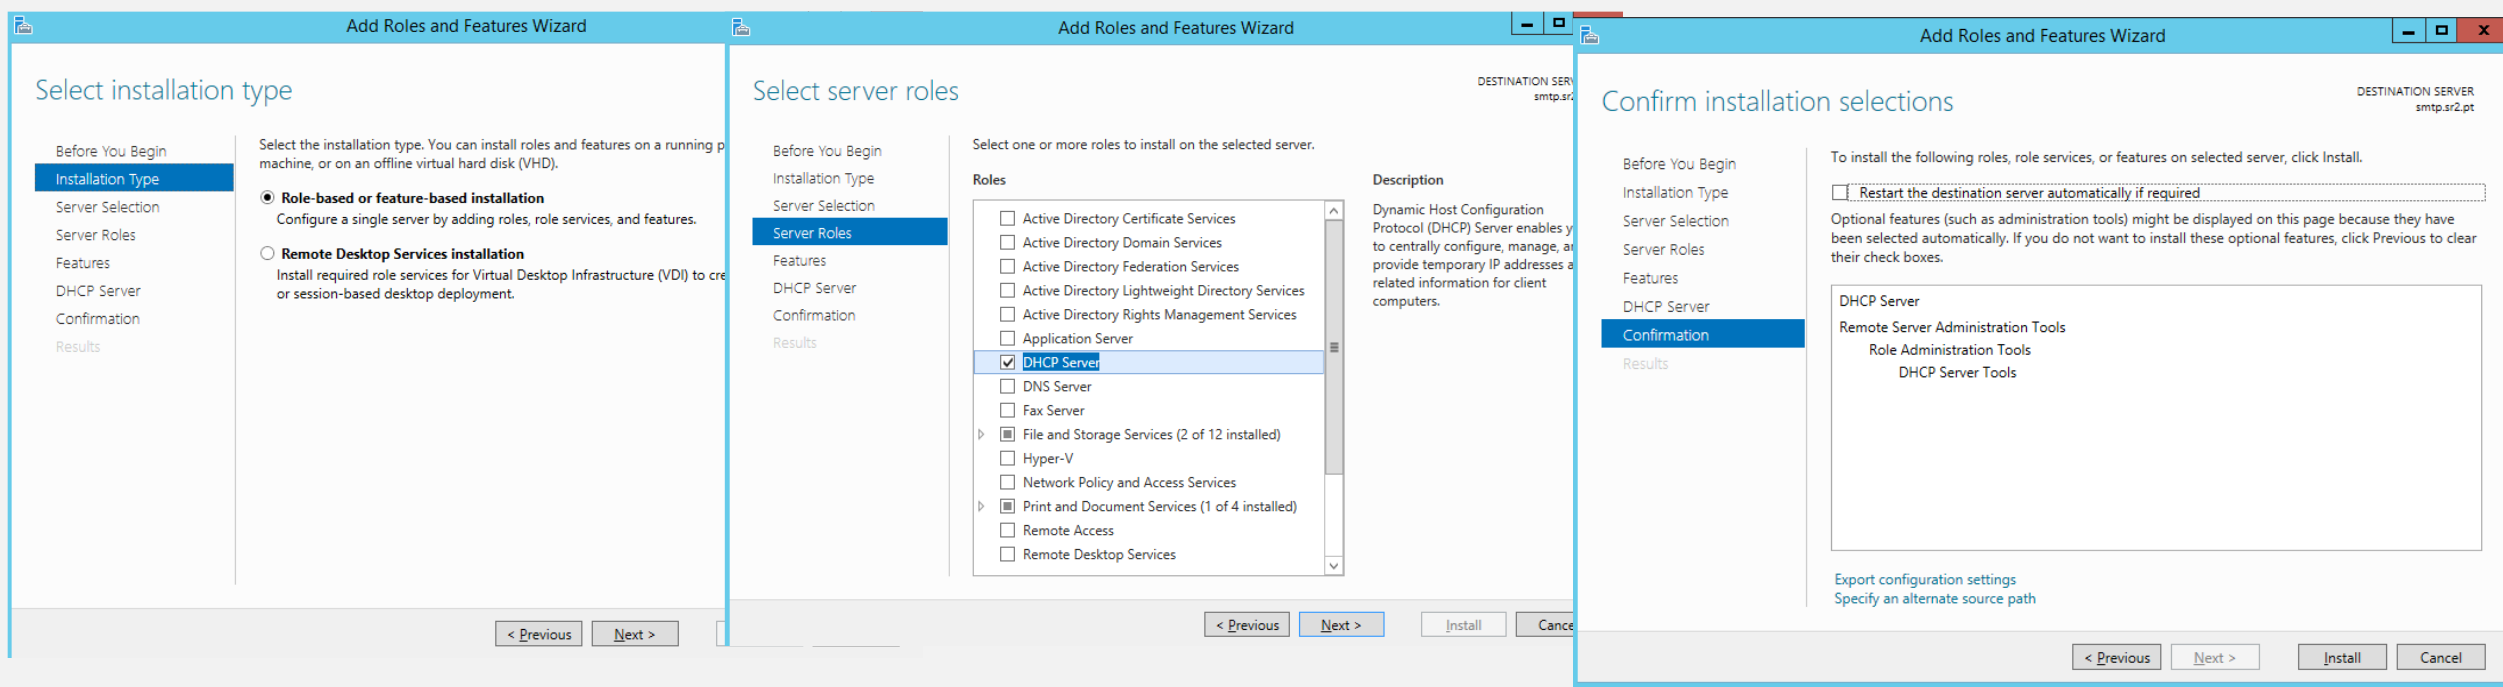 Add Roles and Features Wizard
Select installation type
Before You Begin
Installation Type
Server Selection
Server Roles
Features
DHCP Server
Confirmation
Results
Select the installation type. You can install roles and features on a running p
machine, or on an offline virtual hard disk (VHD).
Role-based or feature-based installation
Configure a single server by adding roles, role services, and features.
Remote Desktop Services installation
Install required role services for Virtual Desktop Infrastructure (VDI) to cre
or session-based desktop deployment.
< Previous
Next >
Add Roles and Features Wizard
Select server roles
DESTINATION SERV
smtp.sr2
Before You Begin
Installation Type
Server Selection
Server Roles
Features
DHCP Server
Confirmation
Results
Select one or more roles to install on the selected server.
Roles
Active Directory Certificate Services
Active Directory Domain Services
Active Directory Federation Services
Active Directory Lightweight Directory Services
Active Directory Rights Management Services
Application Server
DHCP Server
DNS Server
Fax Server
File and Storage Services (2 of 12 installed)
Hyper-V
Network Policy and Access Services
Print and Document Services (1 of 4 installed)
Remote Access
Remote Desktop Services
Description
Dynamic Host Configuration
Protocol (DHCP) Server enables y
to centrally configure, manage, an
provide temporary IP addresses a
related information for client
computers.
< Previous
Next >
Install
Cance
Add Roles and Features Wizard
Confirm installation selections
DESTINATION SERVER
smtp.sr2.pt
Before You Begin
Installation Type
Server Selection
Server Roles
Features
DHCP Server
Confirmation
Results
To install the following roles, role services, or features on selected server, click Install.
Restart the destination server automatically if required
Optional features (such as administration tools) might be displayed on this page because they have
been selected automatically. If you do not want to install these optional features, click Previous to clear
their check boxes.
DHCP Server
Remote Server Administration Tools
Role Administration Tools
DHCP Server Tools
Export configuration settings
Specify an alternate source path
< Previous
Next >
Install
Cancel